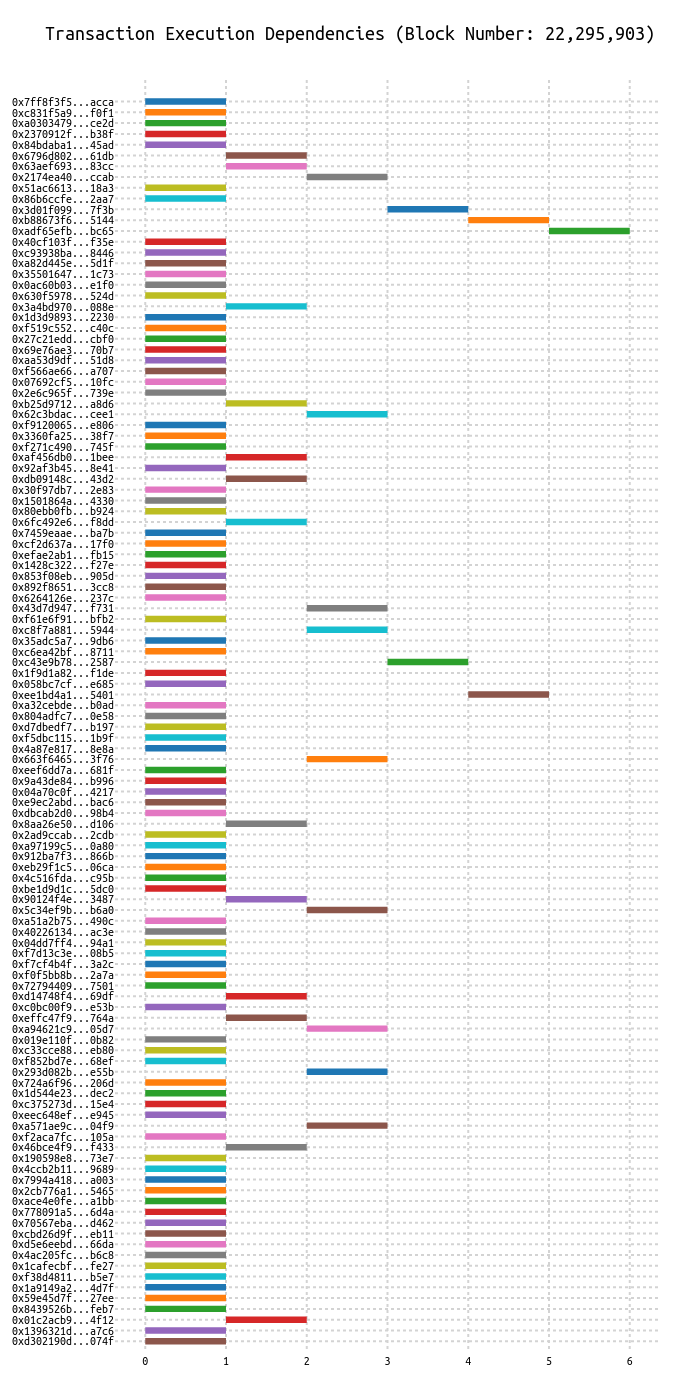 Transaction Execution Dependencies (Block Number: 22,295,903)
0x7ff8f3f5...acca
0xc831f5a9...f0f1
0xa0303479...ce2d
0x2370912f...b38f
0x84bdaba1...45ad
0x6796d802...61db
0x63aef693...83cc
0x2174ea40...ccab
0x51ac6613...18a3
0x86b6ccfe...2aa7
0x3d01f099...7f3b
0xb88673f6...5144
0xadf65efb...bc65
0x40cf103f...f35e
0xc93938ba...8446
0xa82d445e...5d1f
0x35501647...1c73
0x0ac60b03...e1f0
0x630f5978...524d
0x3a4bd970...088e
0x1d3d9893...2230
0xf519c552...c40c
0x27c21edd...cbf0
0x69e76ae3...70b7
0xaa53d9df...51d8
0xf566ae66...a707
0x07692cf5...10fc
0x2e6c965f...739e
0xb25d9712...a8d6
0x62c3bdac...cee1
0xf9120065...e806
0x3360fa25...38f7
0xf271c490...745f
0xaf456db0...1bee
0x92af3b45...8e41
0xdb09148c...43d2
0x30f97db7...2e83
0x1501864a...4330
0x80ebb0fb...b924
0x6fc492e6...f8dd
0x7459eaae...ba7b
0xcf2d637a...17f0
0xefae2ab1...fb15
0x1428c322...f27e
0x853f08eb...905d
0x892f8651...3cc8
0x6264126e...237c
0x43d7d947...f731
0xf61e6f91...bfb2
0xc8f7a881...5944
0x35adc5a7...9db6
0xc6ea42bf...8711
0xc43e9b78...2587
0x1f9d1a82...f1de
0x058bc7cf...e685
0xee1bd4a1...5401
0xa32cebde...b0ad
0x804adfc7...0e58
0xd7dbedf7...b197
0xf5dbc115...1b9f
0x4a87e817...8e8a
0x663f6465...3f76
0xeef6dd7a...681f
0x9a43de84...b996
0x04a70c0f...4217
0xe9ec2abd...bac6
0xdbcab2d0...98b4
0x8aa26e50...d106
0x2ad9ccab...2cdb
0xa97199c5...0a80
0x912ba7f3...866b
0xeb29f1c5...06ca
0x4c516fda...c95b
0xbe1d9d1c...5dc0
0x90124f4e...3487
0x5c34ef9b...b6a0
0xa51a2b75...490c
0x40226134...ac3e
0x04dd7ff4...94a1
0xf7d13c3e...08b5
0xf7cf4b4f...3a2c
0xf0f5bb8b...2a7a
0x72794409...7501
0xd14748f4...69df
0xc0bc00f9...e53b
0xeffc47f9...764a
0xa94621c9...05d7
0x019e110f...0b82
0xc33cce88...eb80
0xf852bd7e...68ef
0x293d082b...e55b
0x724a6f96...206d
0x1d544e23...dec2
0xc375273d...15e4
0xeec648ef...e945
0xa571ae9c...04f9
0xf2aca7fc...105a
0x46bce4f9...f433
0x190598e8...73e7
0x4ccb2b11...9689
0x7994a418...a003
0x2cb776a1...5465
0xace4e0fe...a1bb
0x778091a5...6d4a
0x70567eba...d462
0xcbd26d9f...eb11
0xd5e6eebd...66da
0x4ac205fc...b6c8
0x1cafecbf...fe27
0xf38d4811...b5e7
0x1a9149a2...4d7f
0x59e45d7f...27ee
0x8439526b...feb7
0x01c2acb9...4f12
0x1396321d...a7c6
0xd302190d...074f
0 1 2 3 4 5 6